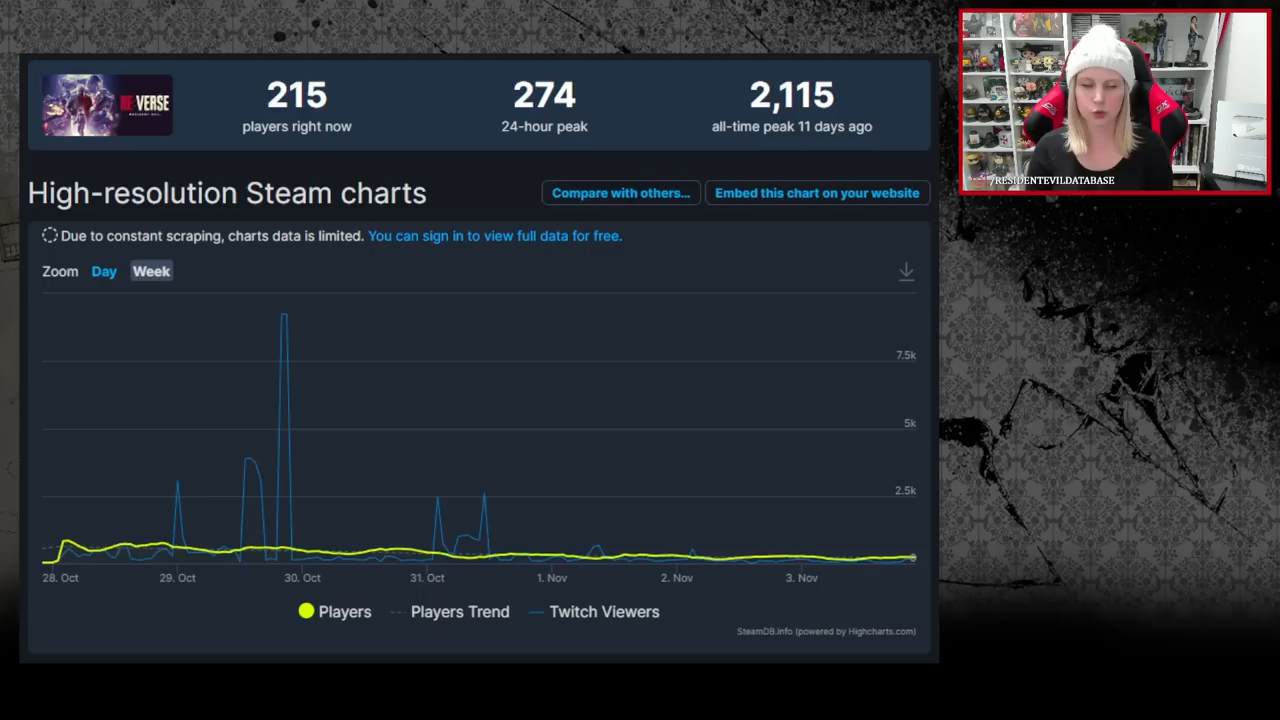 RE:VERSE
RESIDENT EVIL
215
players right now
274
24-hour peak
2,115
all-time peak 11 days ago
/RESIDENTEVILDATABASE
High-resolution Steam charts
Compare with others...
Embed this chart on your website
Due to constant scraping, charts data is limited. You can sign in to view full data for free.
Zoom Day Week
7.5k
5k
2.5k
0
28. Oct 29. Oct 30. Oct 31. Oct 1. Nov 2. Nov 3. Nov
Players Players Trend Twitch Viewers
SteamDB.info (powered by Highcharts.com)